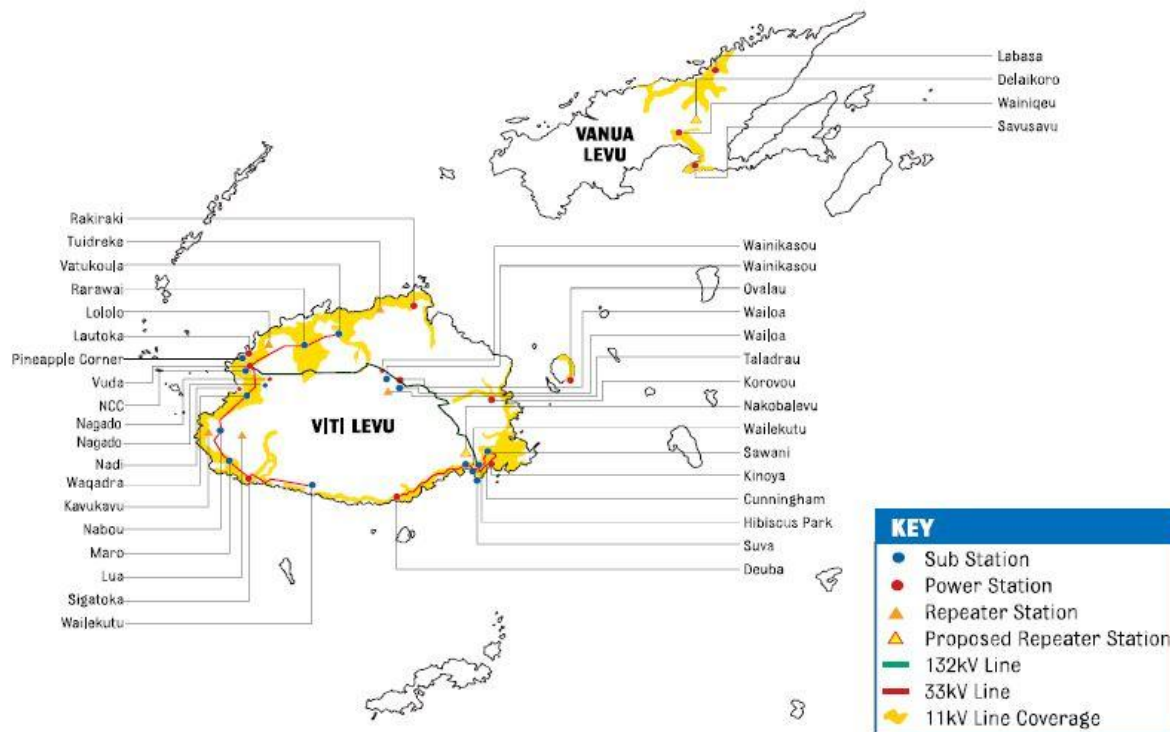 Labasa
Delaikoro
Wainiqeu
Savusavu
VANUA
LEVU
Rakiraki
Tuidreke
Vatukoula
Rarawai
Lololo
Lautoka
Pineapple Corner
Vuda
NCC
Nagado
Nagado
Nadi
Waqadra
Kavukavu
Nabou
Maro
Lua
Sigatoka
Wailekutu
VITI LEVU
Wainikasou
Wainikasou
Ovalau
Wailoa
Wailoa
Taladrau
Korovou
Nakobalevu
Wailekutu
Sawani
Kinoya
Cunningham
Hibiscus Park
Suva
Deuba
KEY
Sub Station
Power Station
Repeater Station
Proposed Repeater Station
132kV Line
33kV Line
11kV Line Coverage